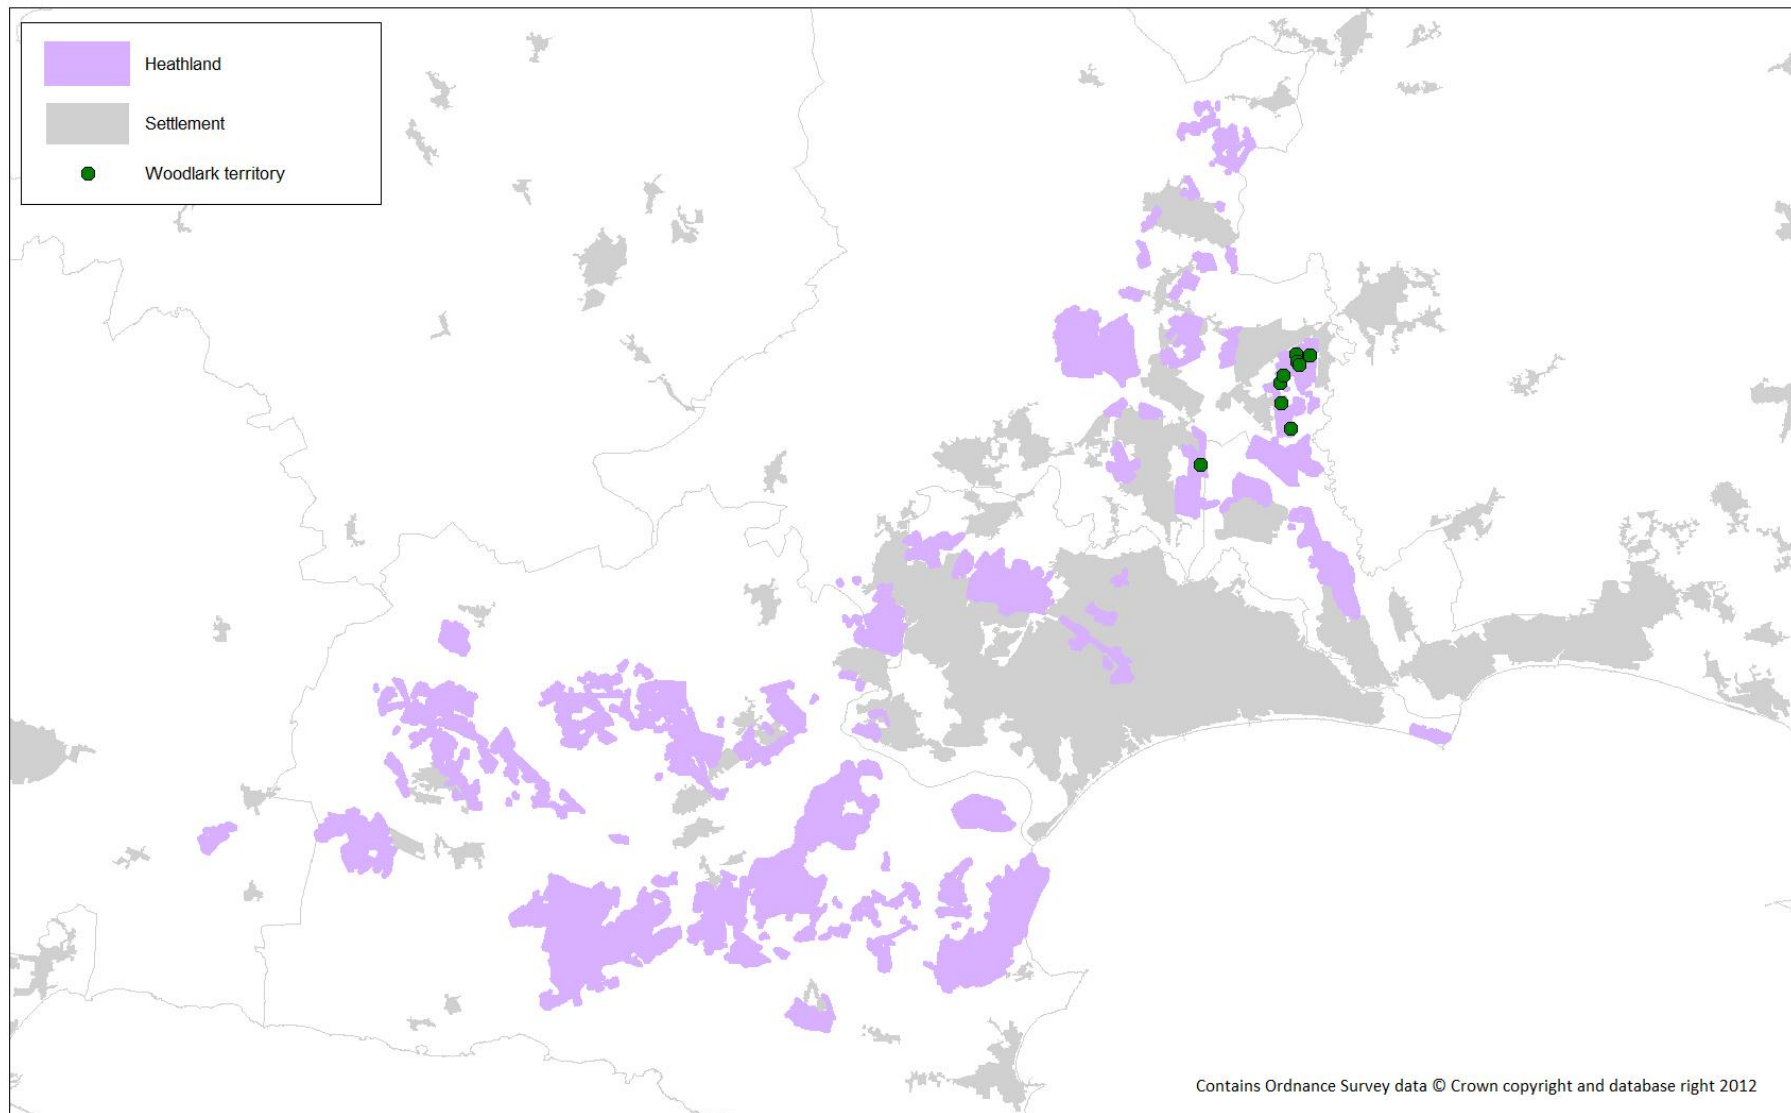 Heathland
Settlement
Woodlark territory
Contains Ordnance Survey data © Crown copyright and database right 2012